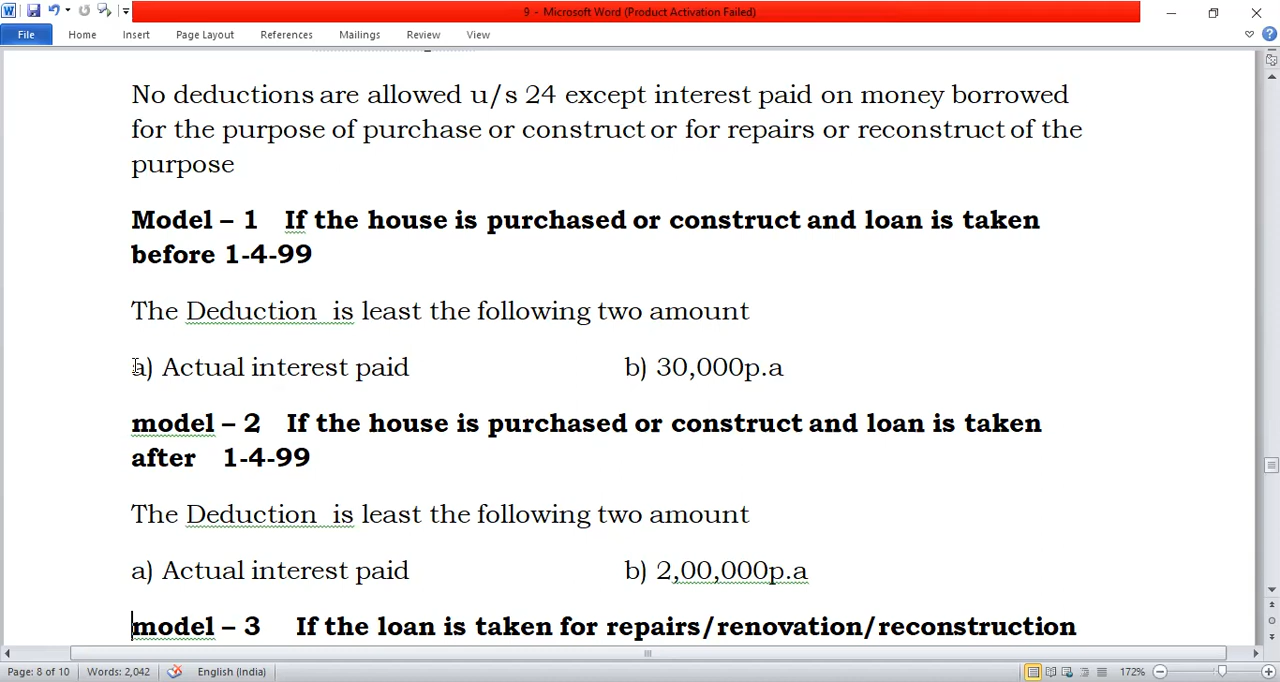 9 - Microsoft Word (Product Activation Failed)
File Home Insert Page Layout References Mailings Review View
No deductions are allowed u/s 24 except interest paid on money borrowed
for the purpose of purchase or construct or for repairs or reconstruct of the
purpose
Model – 1 If the house is purchased or construct and loan is taken
before 1-4-99
The Deduction is least the following two amount
a) Actual interest paid b) 30,000p.a
model – 2 If the house is purchased or construct and loan is taken
after 1-4-99
The Deduction is least the following two amount
a) Actual interest paid b) 2,00,000p.a
model – 3 If the loan is taken for repairs/renovation/reconstruction
Page: 8 of 10 Words: 2,042 English (India) 172%